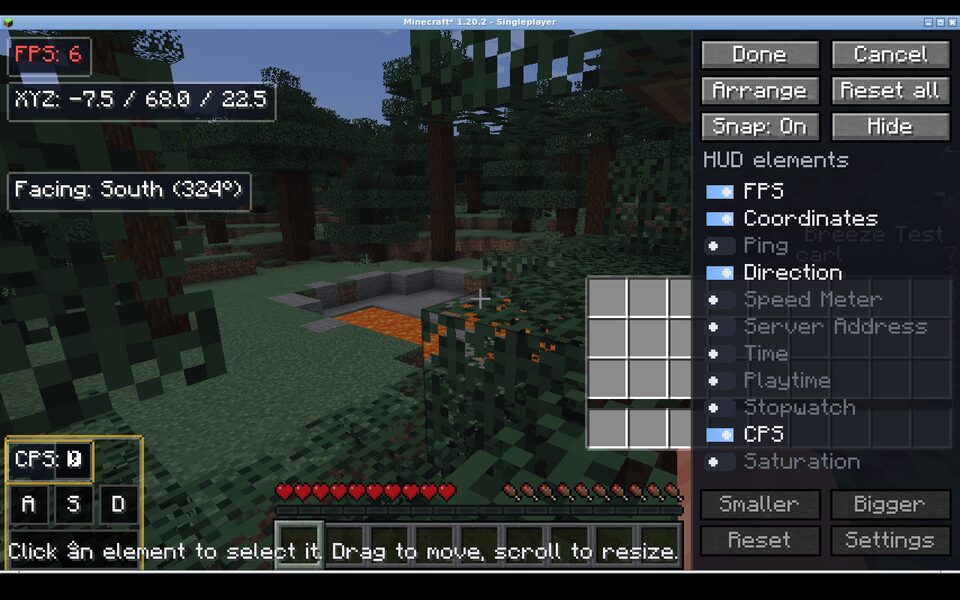 Minecraft* 1.20.2 - Singleplayer
FPS: 6
XYZ: -7.5 / 68.0 / 22.5
Facing: South (324°)
Done
Cancel
Arrange
Reset all
Snap: On
Hide
HUD elements
FPS
Coordinates
Ping
Breeze Test
carl
Direction
Speed Meter
Server Address
Time
Playtime
Stopwatch
CPS
Saturation
CPS: 0
A S D
Click an element to select it. Drag to move, scroll to resize.
Smaller
Bigger
Reset
Settings